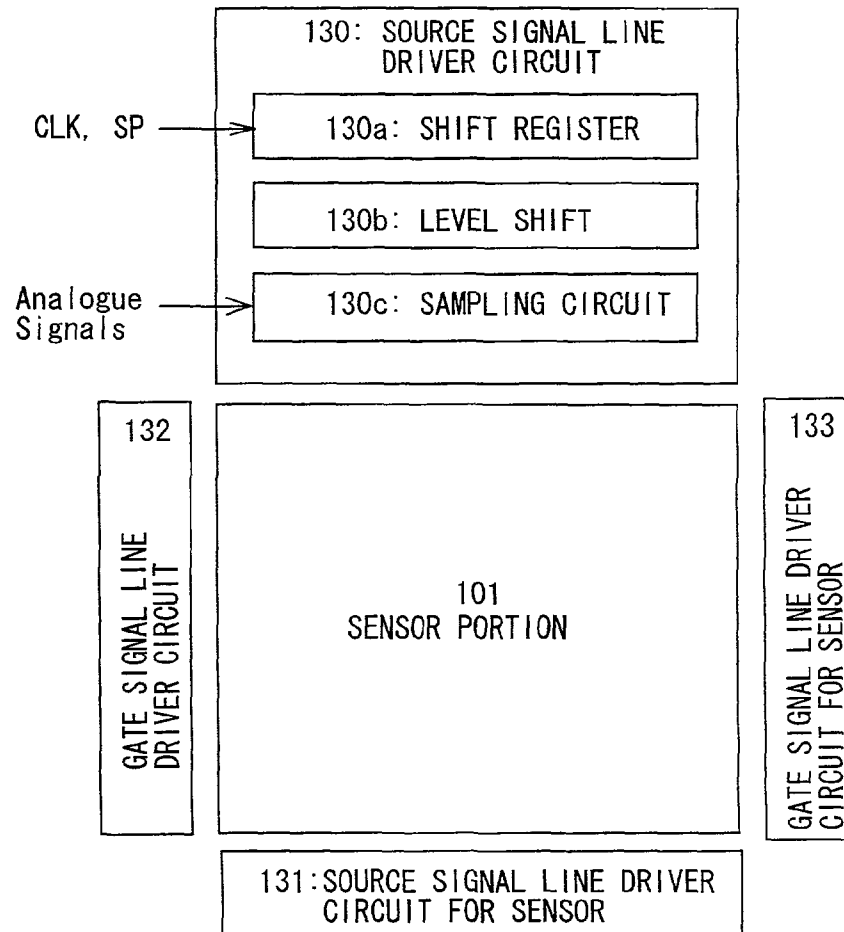 130: SOURCE SIGNAL LINE
DRIVER CIRCUIT
CLK, SP
130a: SHIFT REGISTER
130b: LEVEL SHIFT
Analogue
Signals
130c: SAMPLING CIRCUIT
132
GATE SIGNAL LINE
DRIVER CIRCUIT
101
SENSOR PORTION
133
GATE SIGNAL LINE DRIVER
CIRCUIT FOR SENSOR
131:SOURCE SIGNAL LINE DRIVER
CIRCUIT FOR SENSOR